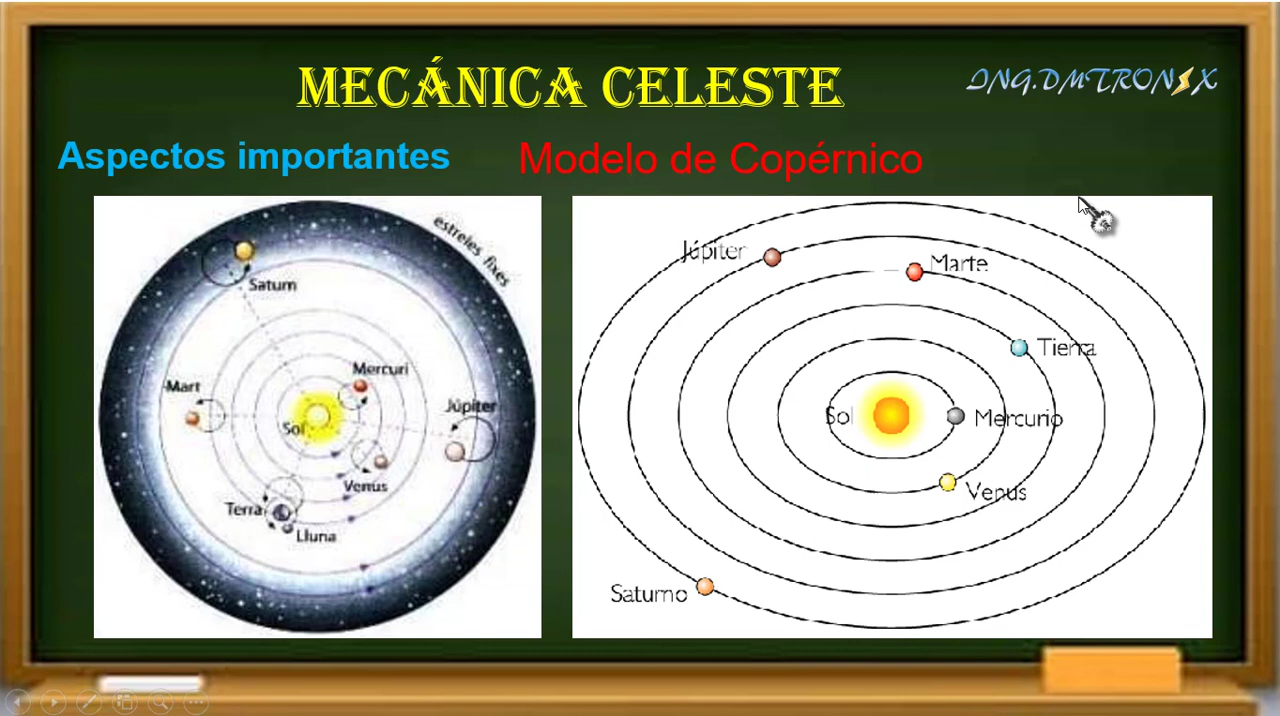 MECÁNICA CELESTE
ING.DMTRONIX
Aspectos importantes
Modelo de Copérnico
estreles fixes
Saturn
Mercuri
Mart
Júpiter
Sol
Venus
Terra
Lluna
Júpiter
Marte
Tierra
Sol
Mercurio
Venus
Saturno